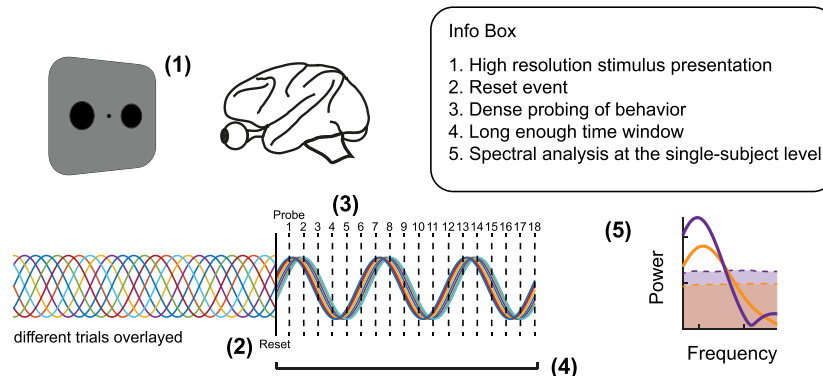 (1)
Info Box
1. High resolution stimulus presentation
2. Reset event
3. Dense probing of behavior
4. Long enough time window
5. Spectral analysis at the single-subject level
(3)
Probe
1 2 3 4 5 6 7 8 9 10 11 12 13 14 15 16 17 18
(5)
Power
different trials overlayed
(2)
Reset
Frequency
(4)